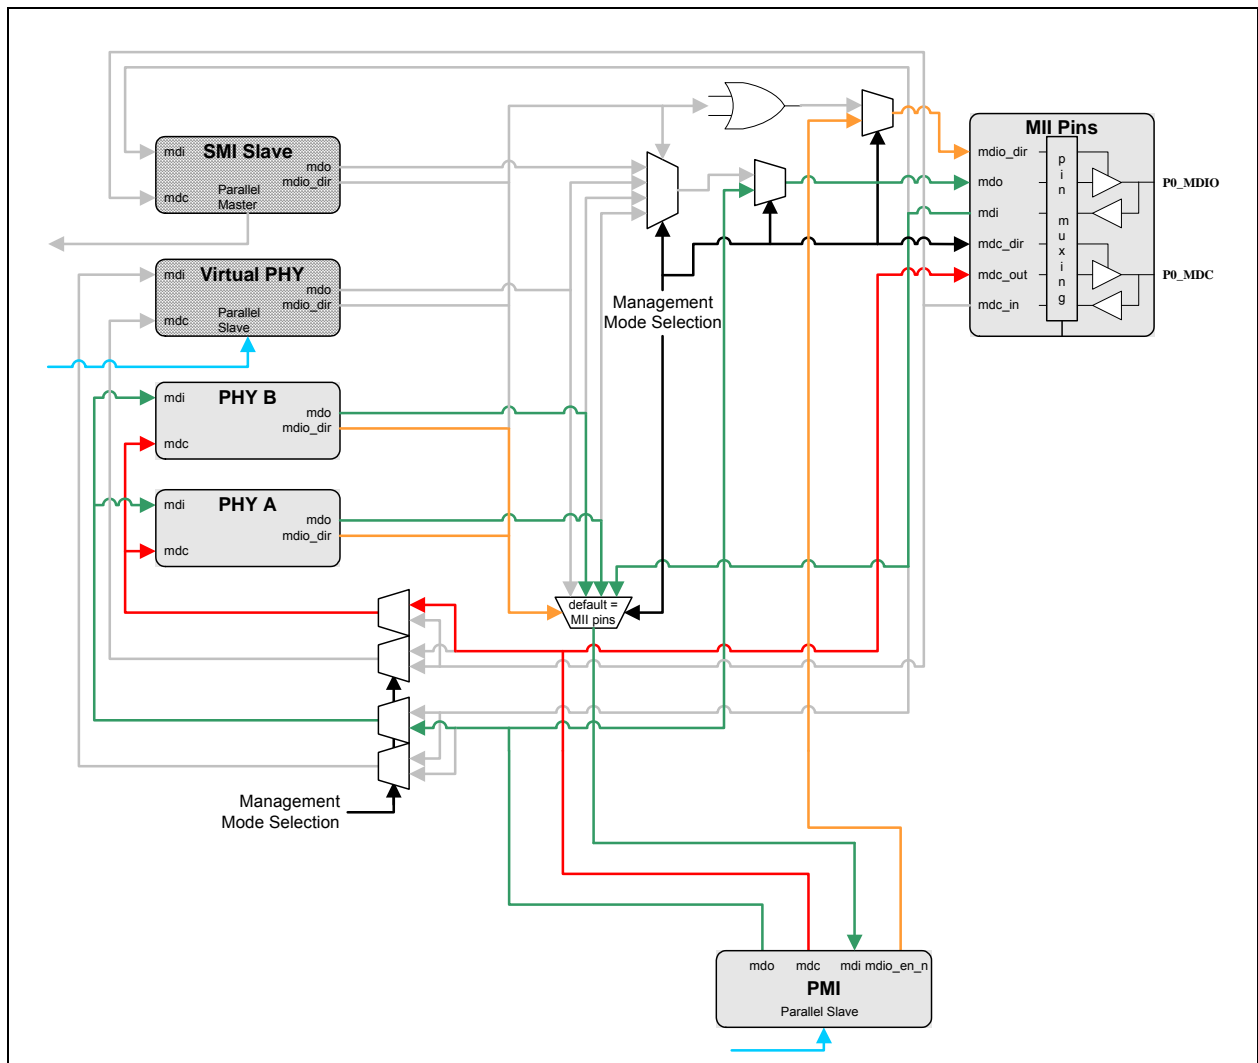 SMI Slave
mdi
mdc
mdo
mdio_dir
Parallel
Master
MII Pins
mdio_dir
mdo
mdi
mdc_dir
mdc_out
mdc_in
pin muxing
P0_MDIO
P0_MDC
Virtual PHY
mdi
mdc
mdo
mdio_dir
Parallel
Slave
Management
Mode Selection
PHY B
mdi
mdc
mdo
mdio_dir
PHY A
mdi
mdc
mdo
mdio_dir
default =
MII pins
Management
Mode Selection
mdo
mdc
mdi
mdio_en_n
PMI
Parallel Slave